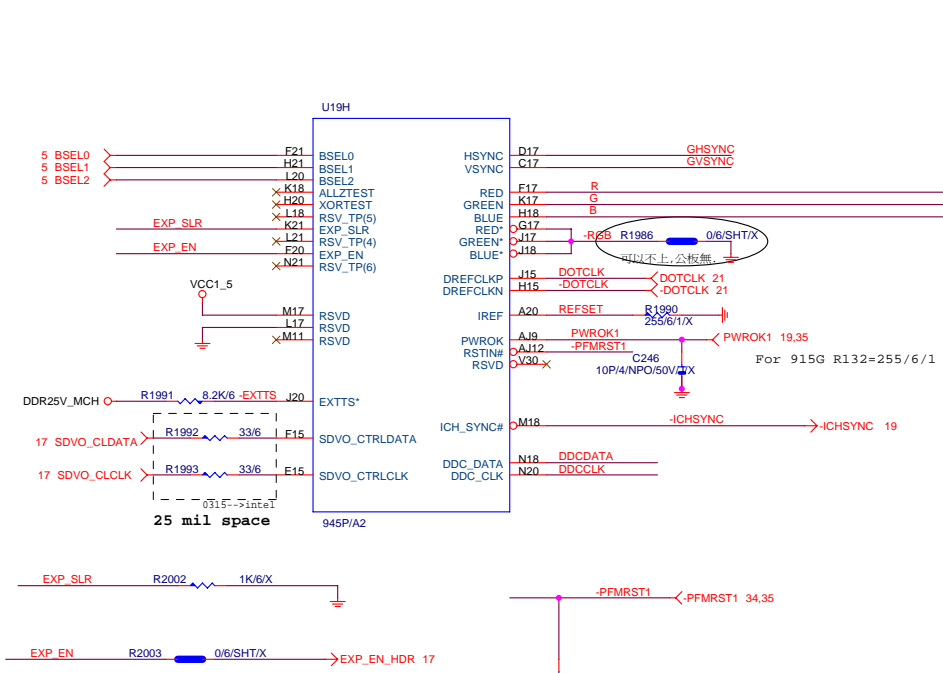 U19H
5 BSEL0
F21
BSEL0
5 BSEL1
H21
BSEL1
5 BSEL2
L20
BSEL2
K18
ALLZTEST
H20
XORTEST
L18
RSV_TP(5)
EXP_SLR
K21
EXP_SLR
L21
RSV_TP(4)
EXP_EN
F20
EXP_EN
N21
RSV_TP(6)
VCC1_5
M17
RSVD
L17
RSVD
M11
RSVD
DDR25V_MCH
R1991
8.2K/6
-EXTTS
J20
EXTTS*
17 SDVO_CLDATA
R1992
33/6
F15
SDVO_CTRLDATA
17 SDVO_CLCLK
R1993
33/6
E15
SDVO_CTRLCLK
0315-->intel
25 mil space
945P/A2
HSYNC
D17
GHSYNC
VSYNC
C17
GVSYNC
RED
F17
R
GREEN
K17
G
BLUE
H18
B
RED*
G17
GREEN*
J17
-RGB
R1986
0/6/SHT/X
BLUE*
J18
可以不上,公板無.
DREFCLKP
J15
DOTCLK
DOTCLK 21
DREFCLKN
H15
-DOTCLK
-DOTCLK 21
IREF
A20
REFSET
R1990
255/6/1/X
PWROK
AJ9
PWROK1
PWROK1 19,35
RSTIN#
AJ12
-PFMRST1
RSVD
V30
C246
10P/4/NPO/50V/J/X
For 915G R132=255/6/1
ICH_SYNC#
M18
-ICHSYNC
-ICHSYNC 19
DDC_DATA
N18
DDCDATA
DDC_CLK
N20
DDCCLK
EXP_SLR
R2002
1K/6/X
-PFMRST1
-PFMRST1 34,35
EXP_EN
R2003
0/6/SHT/X
EXP_EN_HDR 17